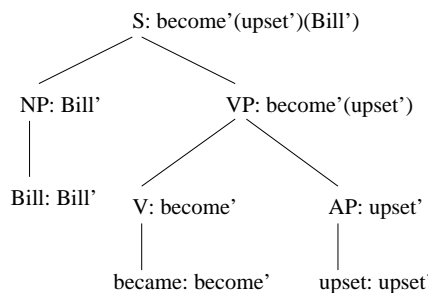 S: become’(upset’)(Bill’)
NP: Bill’ VP: become’(upset’)
Bill: Bill’ V: become’ AP: upset’
became: become’ upset: upset’